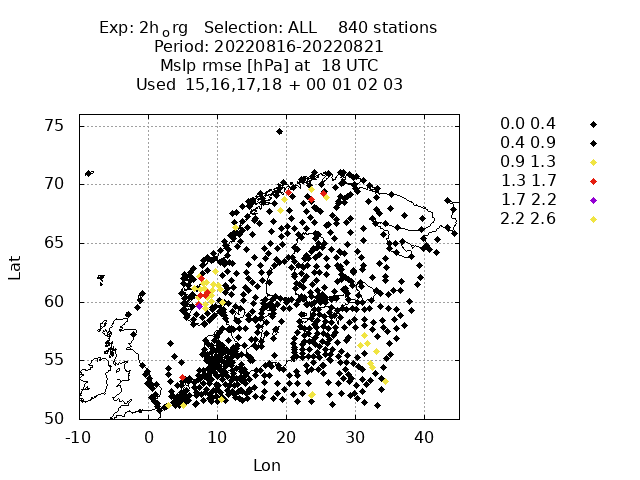 Exp: 2h o rg Selection: ALL 840 stations
Period: 20220816-20220821
Mslp rmse [hPa] at 18 UTC
Used 15,16,17,18 + 00 01 02 03
75
70
65
60
55
50
Lat
-10 0 10 20 30 40
Lon
0.0 0.4
0.4 0.9
0.9 1.3
1.3 1.7
1.7 2.2
2.2 2.6